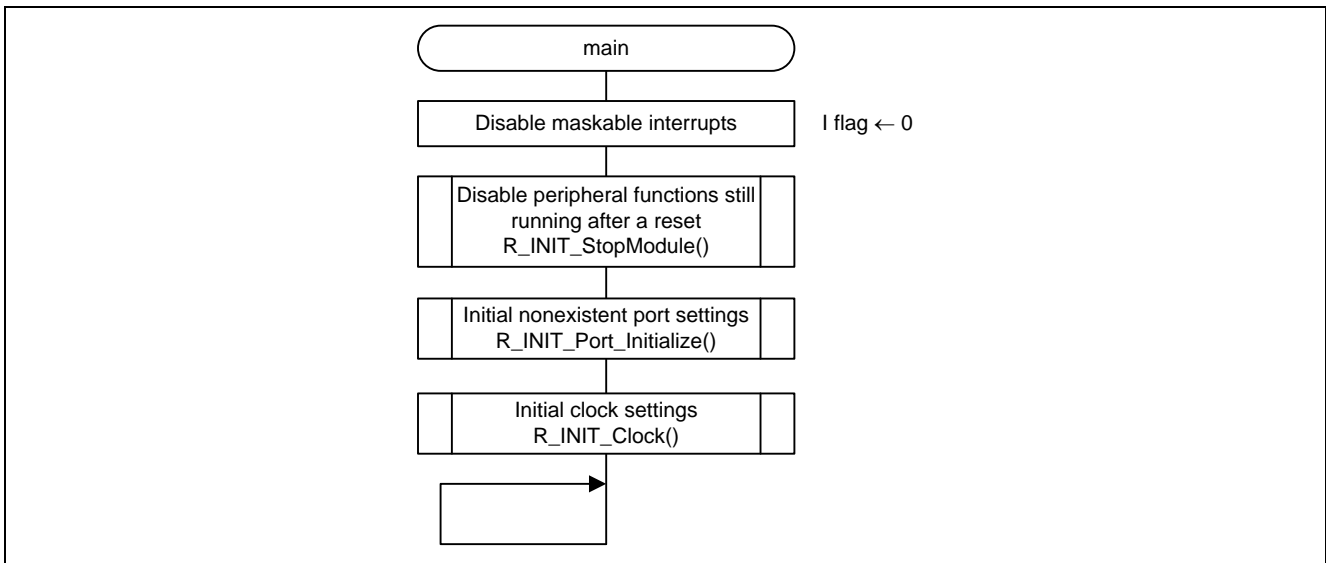 main
Disable maskable interrupts
I flag ← 0
Disable peripheral functions still
running after a reset
R_INIT_StopModule()
Initial nonexistent port settings
R_INIT_Port_Initialize()
Initial clock settings
R_INIT_Clock()